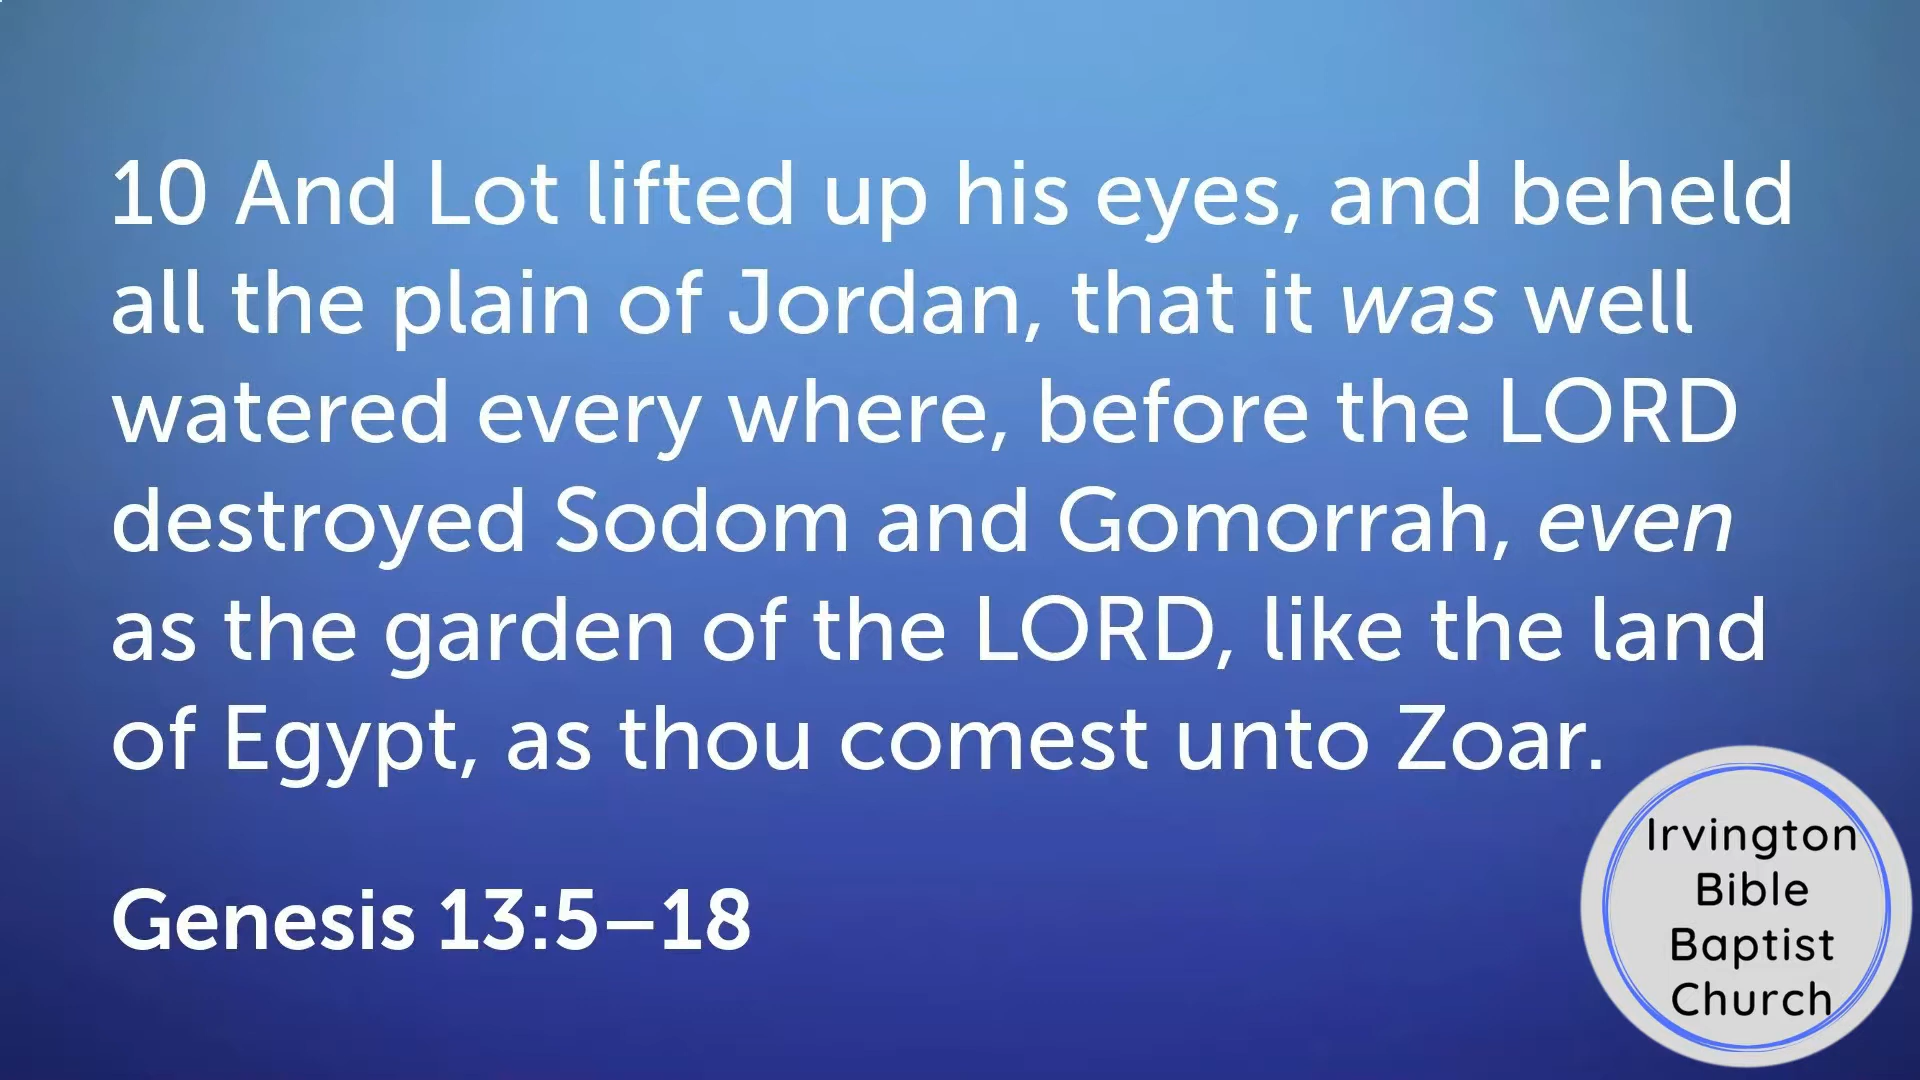 10 And Lot lifted up his eyes, and beheld
all the plain of Jordan, that it was well
watered every where, before the LORD
destroyed Sodom and Gomorrah, even
as the garden of the LORD, like the land
of Egypt, as thou comest unto Zoar.
Genesis 13:5–18
Irvington
Bible
Baptist
Church